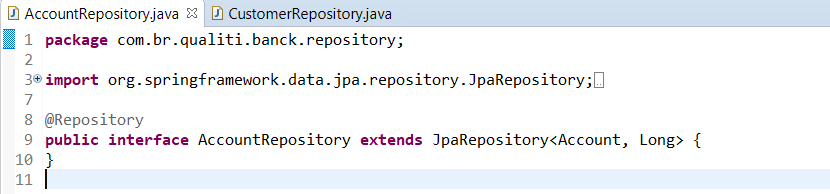 AccountRepository.java CustomerRepository.java
1 package com.br.qualiti.banck.repository;
2
3 import org.springframework.data.jpa.repository.JpaRepository;
7
8 @Repository
9 public interface AccountRepository extends JpaRepository<Account, Long> {
10 }
11